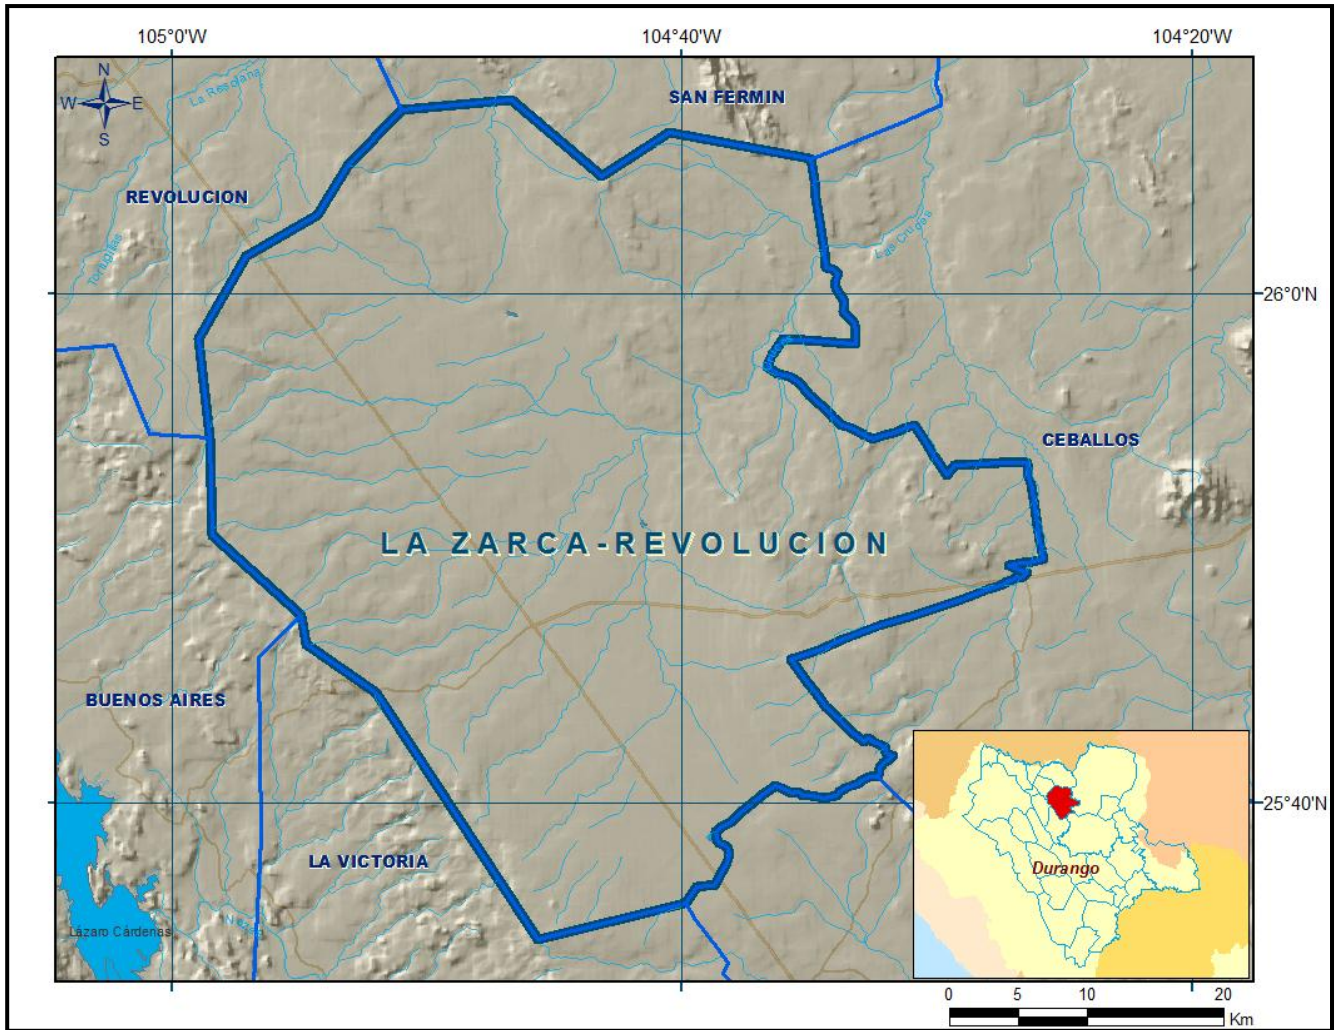 105°0'W
104°40'W
104°20'W
N
W
E
S
La Resolana
SAN FERMIN
REVOLUCION
Tortugillas
Las Cruces
26°0'N
CEBALLOS
LA ZARCA-REVOLUCION
BUENOS AIRES
25°40'N
LA VICTORIA
Durango
Lázaro Cárdenas
0 5 10 20
Km